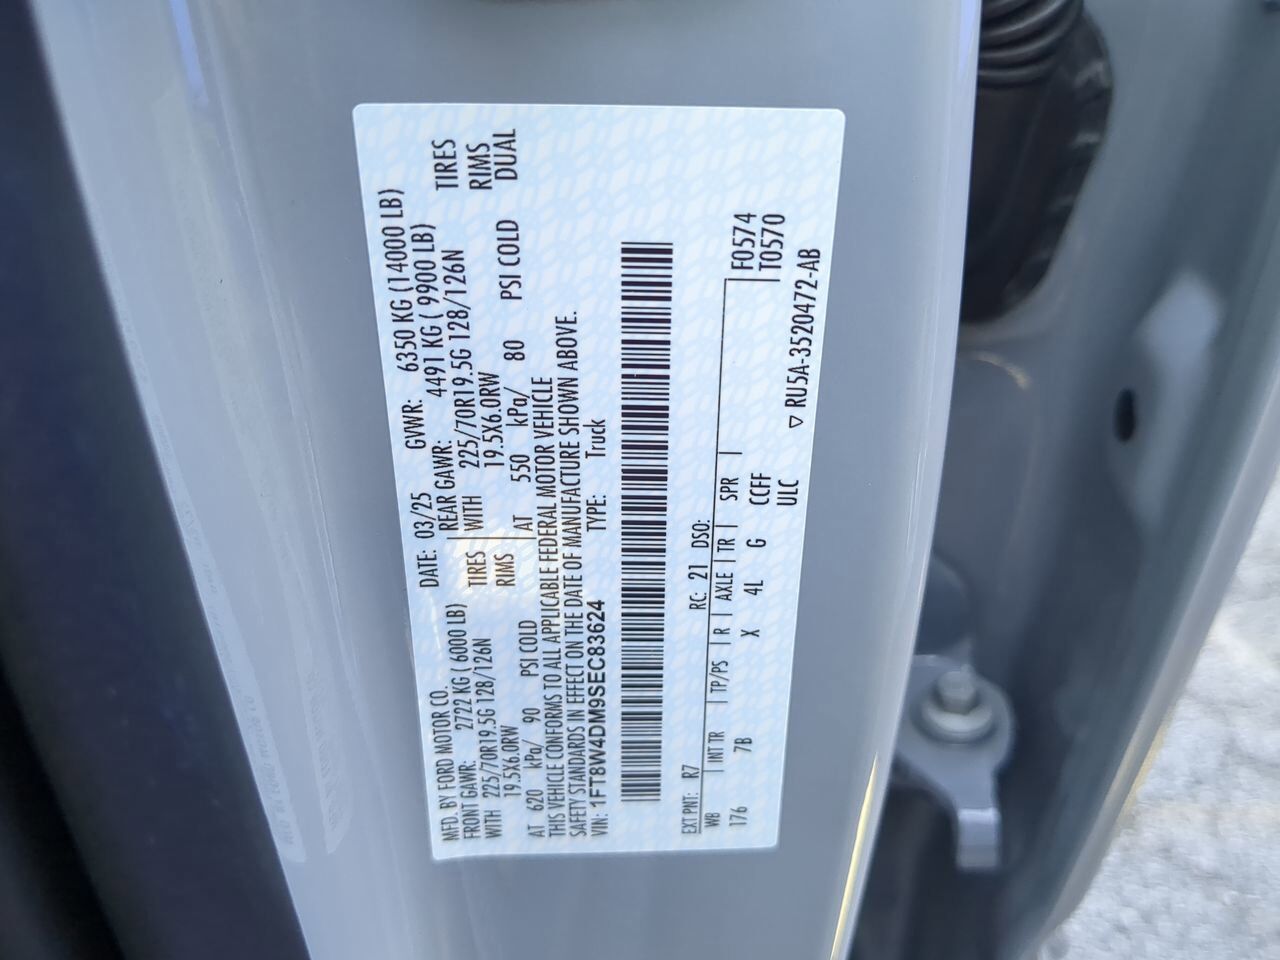 MFD. BY FORD MOTOR CO.
DATE: 03/25 GVWR: 6350 KG (14000 LB)
FRONT GAWR: 2722 KG ( 6000 LB) REAR GAWR: 4491 KG ( 9900 LB)
WITH 225/70R19.5G 128/126N TIRES WITH 225/70R19.5G 128/126N TIRES
19.5X6.0RW RIMS 19.5X6.0RW RIMS
AT 620 kPa/ 90 PSI COLD AT 550 kPa/ 80 PSI COLD DUAL
THIS VEHICLE CONFORMS TO ALL APPLICABLE FEDERAL MOTOR VEHICLE
SAFETY STANDARDS IN EFFECT ON THE DATE OF MANUFACTURE SHOWN ABOVE.
VIN: 1FT8W4DM9SEC83624 TYPE: Truck
EXT PNT: R7 RC: 21 DSO:
WB INT TR TP/PS R AXLE TR SPR F0574
176 7B X 4L G CCFF T0570
ULC
▽ RU5A-3520472-AB